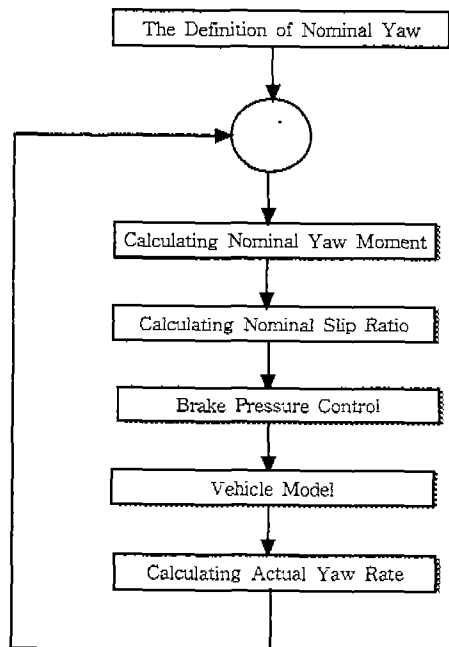 The Definition of Nominal Yaw
Calculating Nominal Yaw Moment
Calculating Nominal Slip Ratio
Brake Pressure Control
Vehicle Model
Calculating Actual Yaw Rate